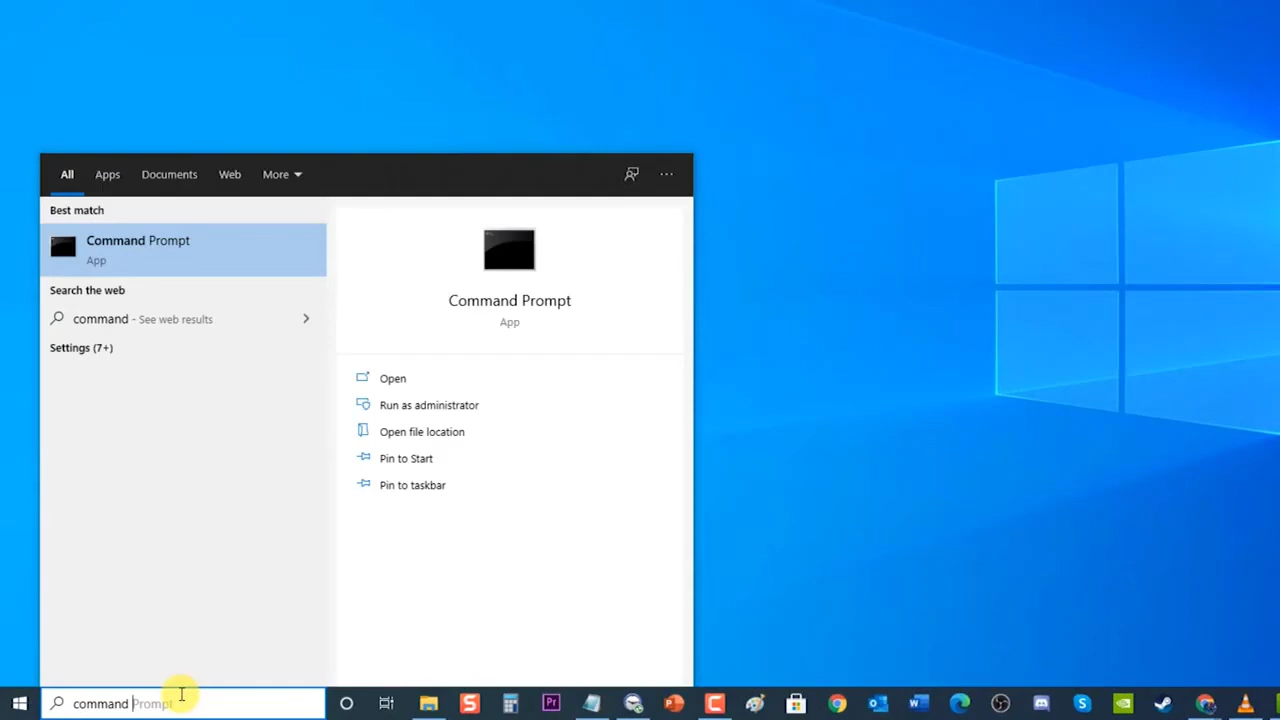 All Apps Documents Web More
Best match
Command Prompt
App
Search the web
command - See web results
Settings (7+)
Command Prompt
App
Open
Run as administrator
Open file location
Pin to Start
Pin to taskbar
command Prompt